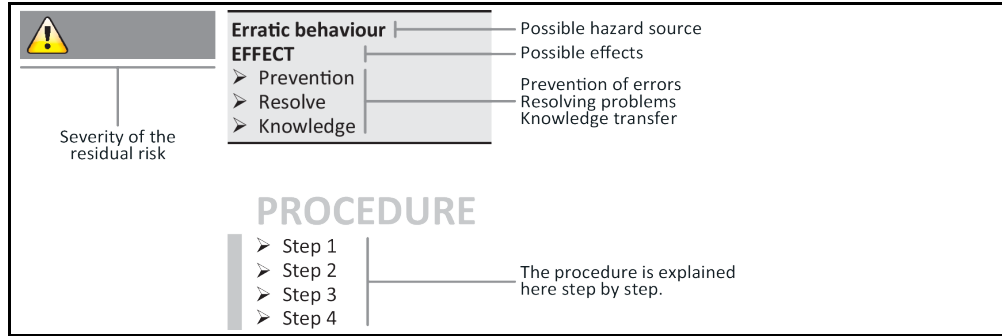 Erratic behaviour
Possible hazard source
EFFECT
Possible effects
➢ Prevention
➢ Resolve
➢ Knowledge
Prevention of errors
Resolving problems
Knowledge transfer
Severity of the
residual risk
PROCEDURE
➢ Step 1
➢ Step 2
➢ Step 3
➢ Step 4
The procedure is explained
here step by step.